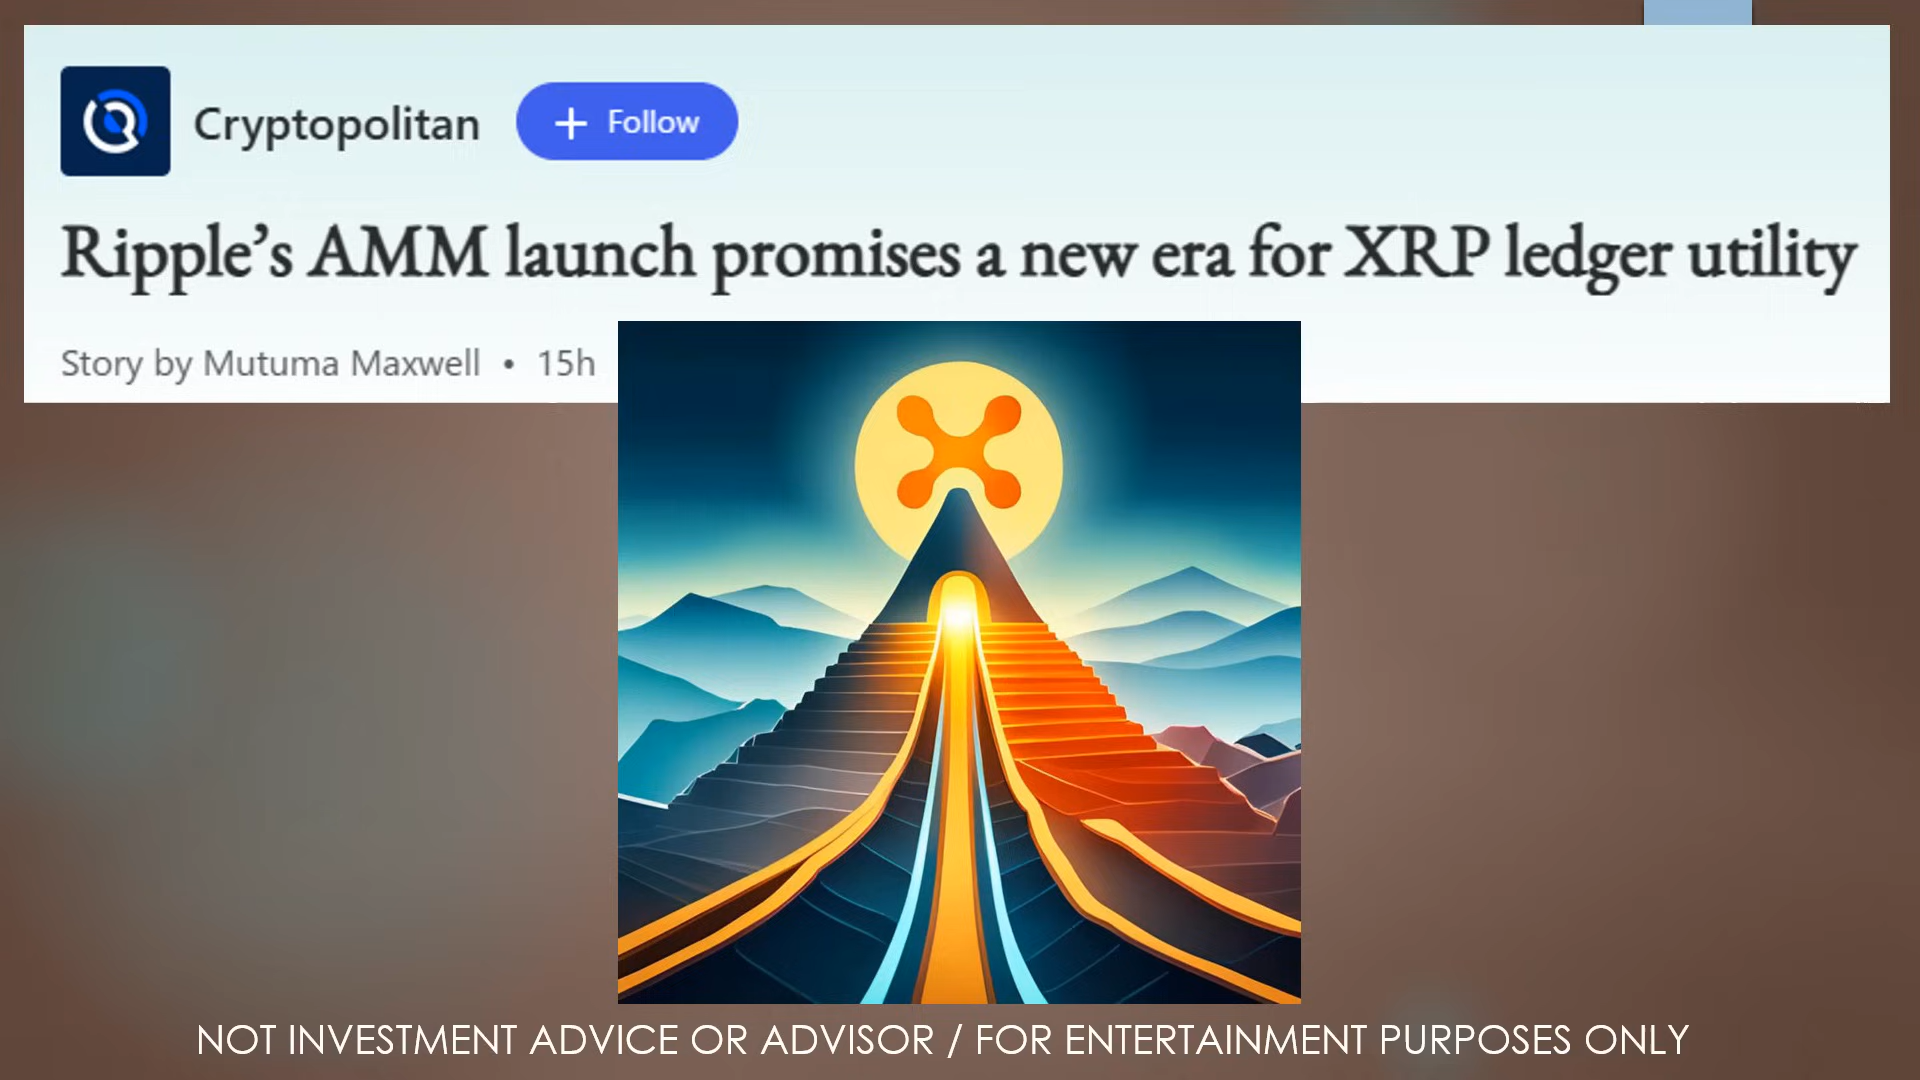 Cryptopolitan
+ Follow
Ripple’s AMM launch promises a new era for XRP ledger utility
Story by Mutuma Maxwell • 15h
NOT INVESTMENT ADVICE OR ADVISOR / FOR ENTERTAINMENT PURPOSES ONLY